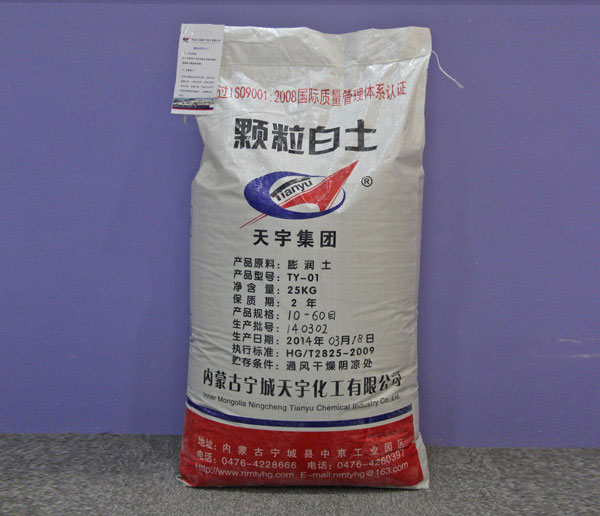 过ISO9001:2008国际质量管理体系认证
颗粒白土
Tianyu
®
天宇集团
产品原料：膨润土
产品型号：TY-01
净含量：25KG
保质期：2年
产品规格：10-60目
生产批号：140302
生产日期：2014年03月18日
执行标准：HG/T2825-2009
贮存条件：通风干燥阴凉处
内蒙古宁城天宇化工有限公司
Inner Mongolia Ningcheng Tianyu Chemical Industry Co.,Ltd.
地址：内蒙古宁城县中京工业园区
电话：0476-4228666 电话：0476-4280397
Http://www.nmtyhg.com E-mail:nmtyhg@163.com